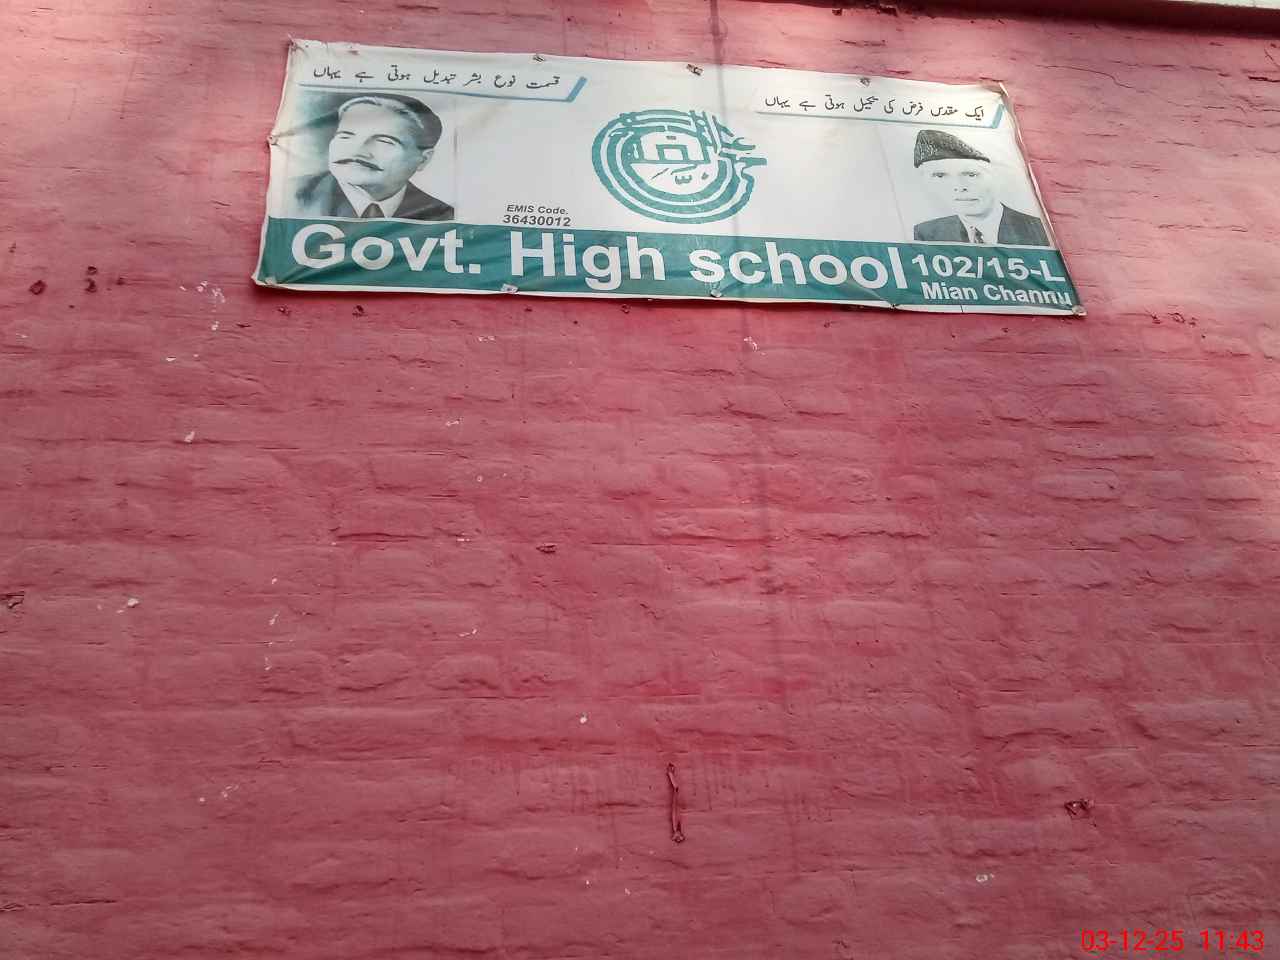 قسمت نوع بشر تبدیل ہوتی ہے یہاں
ایک مقدس فرض کی تکمیل ہوتی ہے یہاں
EMIS Code.
36430012
Govt. High school 102/15-L
Mian Channu
03-12-25 11:43